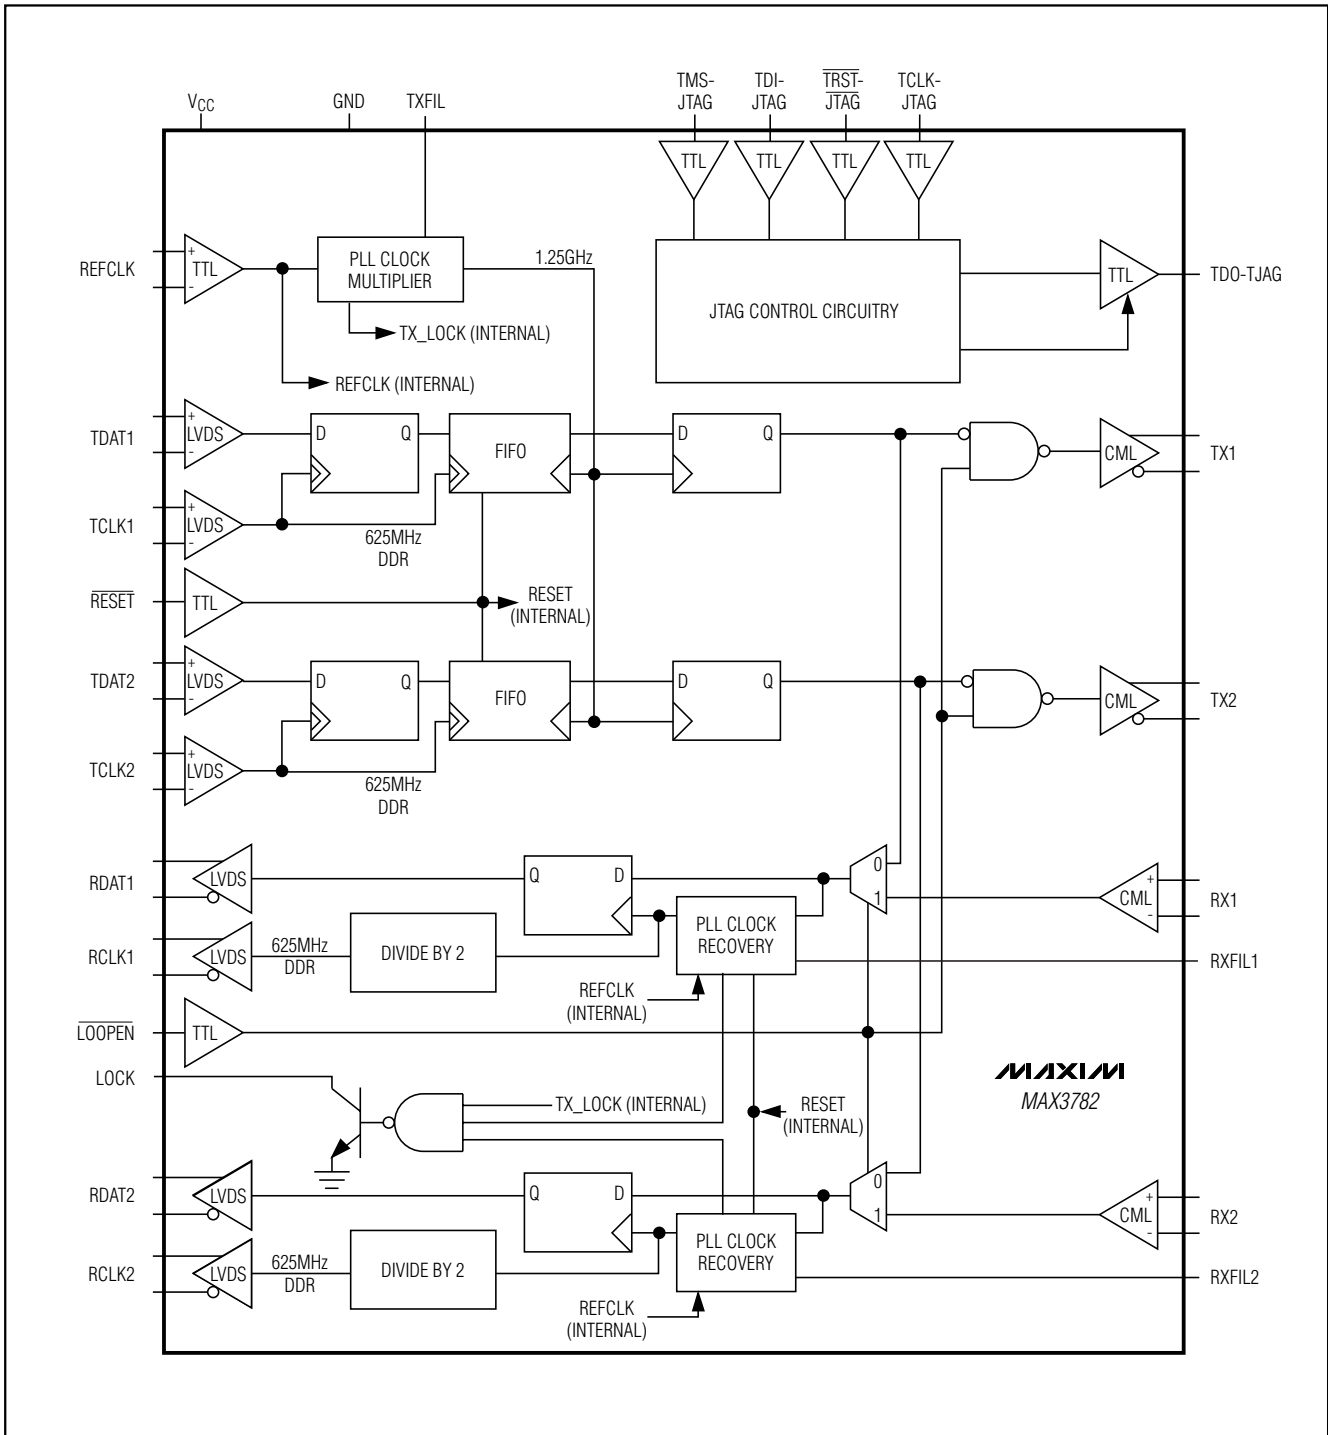 TMS-
JTAG
TDI-
JTAG
TRST-
JTAG
TCLK-
JTAG
VCC
GND
TXFIL
TTL
TTL
TTL
TTL
REFCLK
+
TTL
-
PLL CLOCK
MULTIPLIER
1.25GHz
JTAG CONTROL CIRCUITRY
TTL
TDO-TJAG
TX_LOCK (INTERNAL)
REFCLK (INTERNAL)
TDAT1
+
LVDS
-
D
Q
FIFO
D
Q
CML
TX1
TCLK1
+
LVDS
-
625MHz
DDR
RESET
TTL
RESET
(INTERNAL)
TDAT2
+
LVDS
-
D
Q
FIFO
D
Q
CML
TX2
TCLK2
+
LVDS
-
625MHz
DDR
RDAT1
LVDS
Q
D
0
1
+
CML
-
RX1
RCLK1
LVDS
625MHz
DDR
DIVIDE BY 2
PLL CLOCK
RECOVERY
RXFIL1
REFCLK
(INTERNAL)
LOOPEN
TTL
LOCK
TX_LOCK (INTERNAL)
RESET
(INTERNAL)
MAXIM
MAX3782
RDAT2
LVDS
Q
D
0
1
+
CML
-
RX2
RCLK2
LVDS
625MHz
DDR
DIVIDE BY 2
PLL CLOCK
RECOVERY
RXFIL2
REFCLK
(INTERNAL)